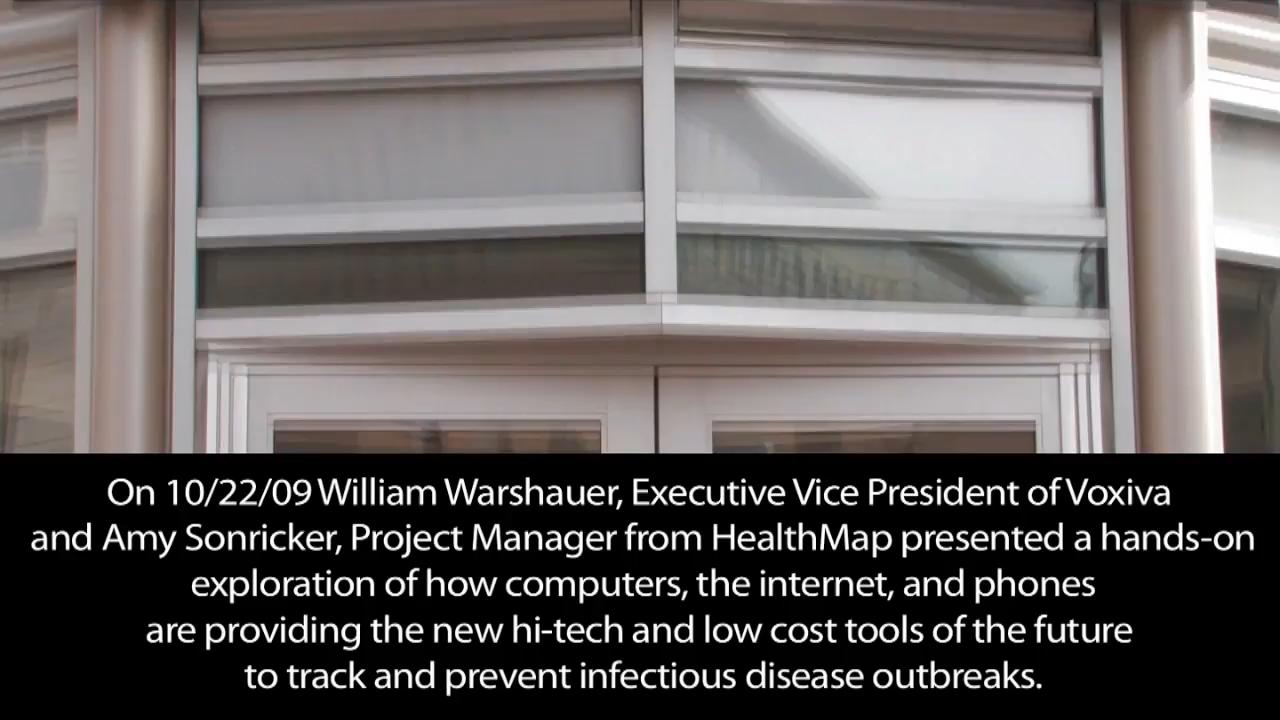 On 10/22/09 William Warshauer, Executive Vice President of Voxiva
and Amy Sonricker, Project Manager from HealthMap presented a hands-on
exploration of how computers, the internet, and phones
are providing the new hi-tech and low cost tools of the future
to track and prevent infectious disease outbreaks.